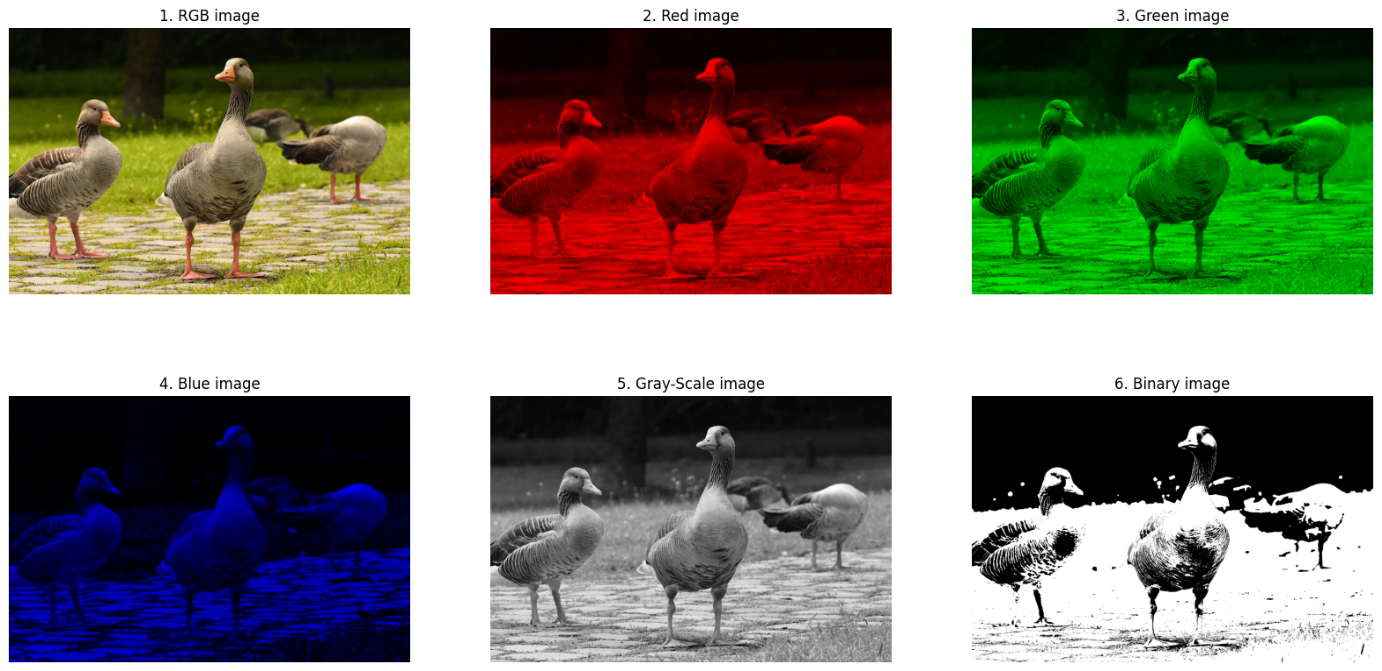 1. RGB image
2. Red image
3. Green image
4. Blue image
5. Gray-Scale image
6. Binary image